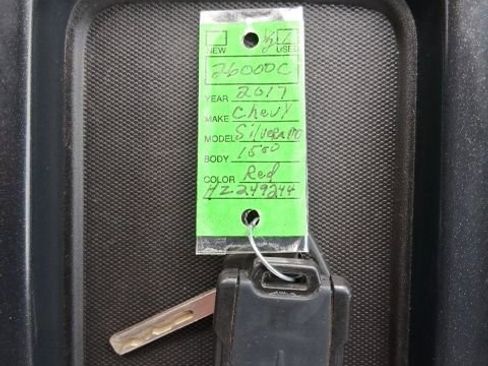 NEW USED
26000C
YEAR 2017
MAKE Chevy
MODEL Silverado
BODY 1500
COLOR Red
HZ249244